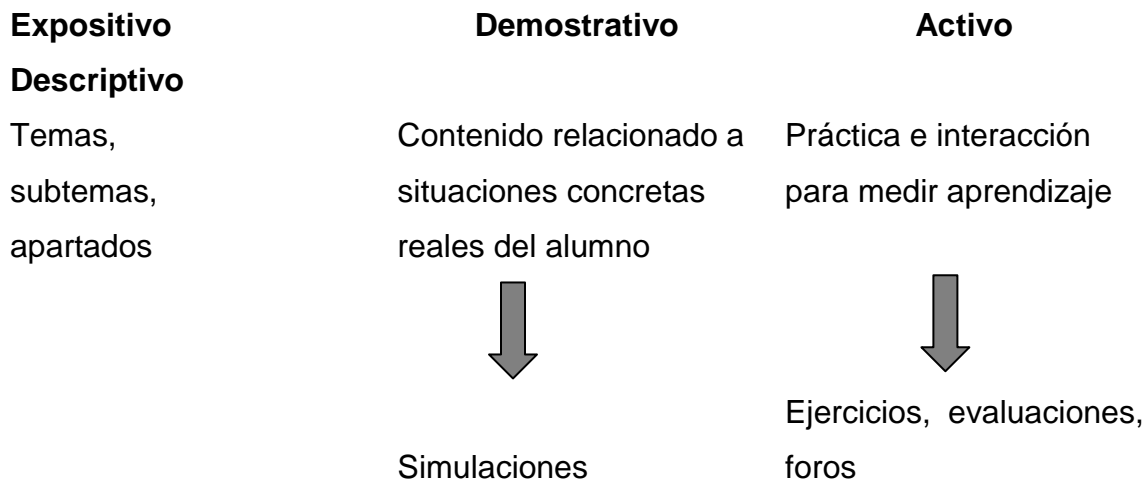 Expositivo Demostrativo Activo
Descriptivo
Temas, Contenido relacionado a Práctica e interacción
subtemas, situaciones concretas para medir aprendizaje
apartados reales del alumno
Ejercicios, evaluaciones,
Simulaciones foros